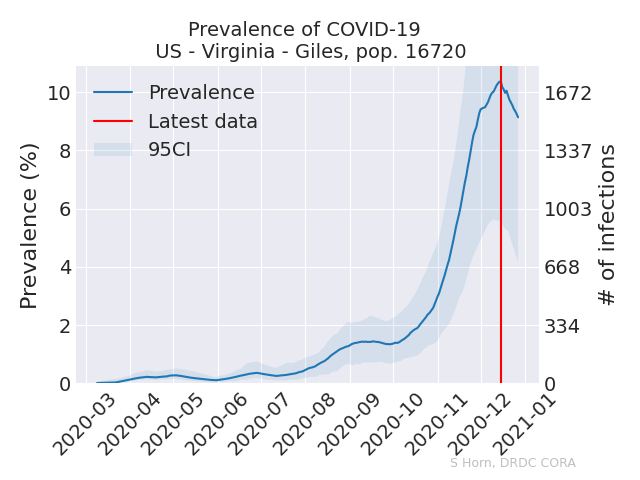 Prevalence of COVID-19
US - Virginia - Giles, pop. 16720
Prevalence
Latest data
95CI
Prevalence (%)
10
8
6
4
2
0
1672
1337
1003
668
334
0
# of infections
2020-03
2020-04
2020-05
2020-06
2020-07
2020-08
2020-09
2020-10
2020-11
2020-12
2021-01
S Horn, DRDC CORA